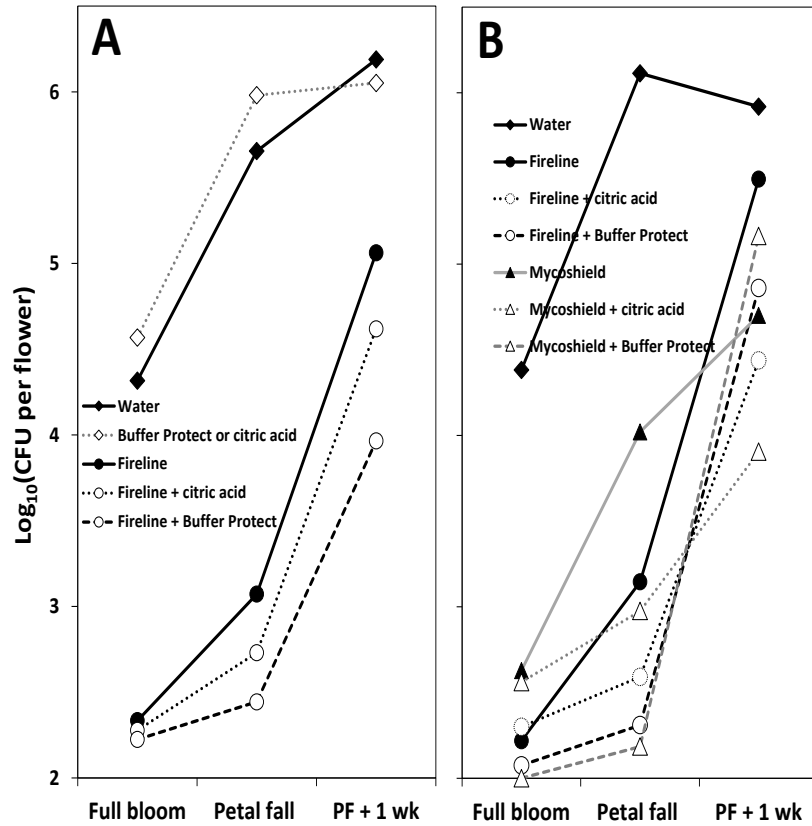 A
B
Log₁₀(CFU per flower)
6
5
4
3
2
Water
Buffer Protect or citric acid
Fireline
Fireline + citric acid
Fireline + Buffer Protect
Full bloom
Petal fall
PF + 1 wk
Water
Fireline
Fireline + citric acid
Fireline + Buffer Protect
Mycoshield
Mycoshield + citric acid
Mycoshield + Buffer Protect
Full bloom
Petal fall
PF + 1 wk